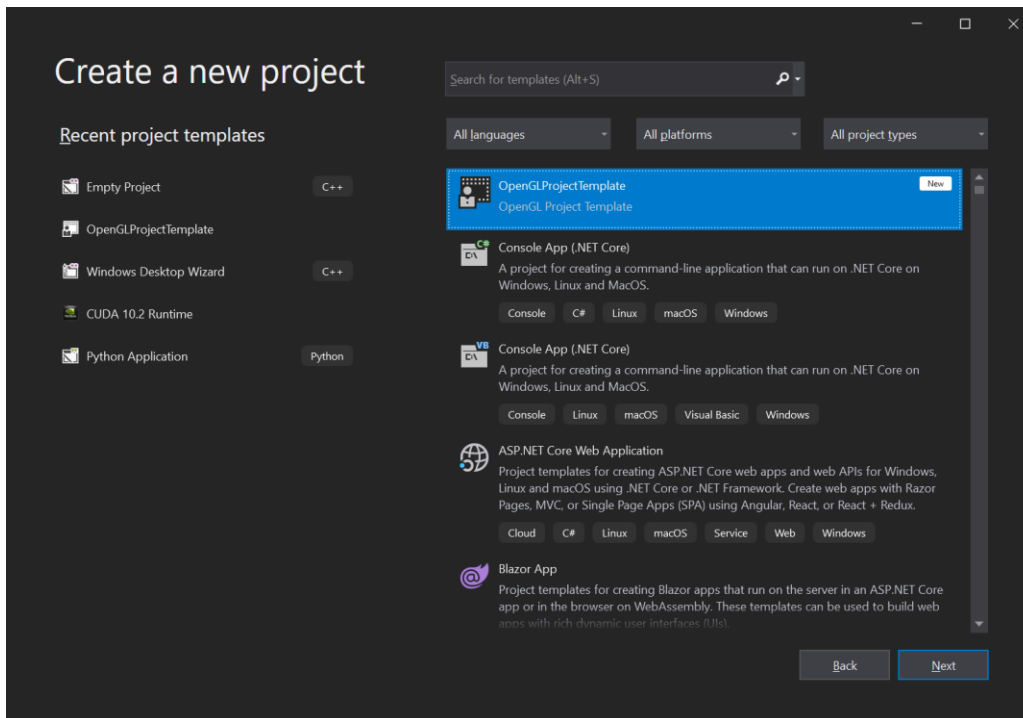 Create a new project
Recent project templates
Empty Project
C++
OpenGLProjectTemplate
Windows Desktop Wizard
C++
CUDA 10.2 Runtime
Python Application
Python
Search for templates (Alt+S)
All languages
All platforms
All project types
OpenGLProjectTemplate
New
OpenGL Project Template
C#
C:\
Console App (.NET Core)
A project for creating a command-line application that can run on .NET Core on
Windows, Linux and MacOS.
Console C# Linux macOS Windows
VB
C:\
Console App (.NET Core)
A project for creating a command-line application that can run on .NET Core on
Windows, Linux and MacOS.
Console Linux macOS Visual Basic Windows
ASP.NET Core Web Application
Project templates for creating ASP.NET Core web apps and web APIs for Windows,
Linux and macOS using .NET Core or .NET Framework. Create web apps with Razor
Pages, MVC, or Single Page Apps (SPA) using Angular, React, or React + Redux.
Cloud C# Linux macOS Service Web Windows
Blazor App
Project templates for creating Blazor apps that run on the server in an ASP.NET Core
app or in the browser on WebAssembly. These templates can be used to build web
apps with rich dynamic user interfaces (UIs).
Back
Next